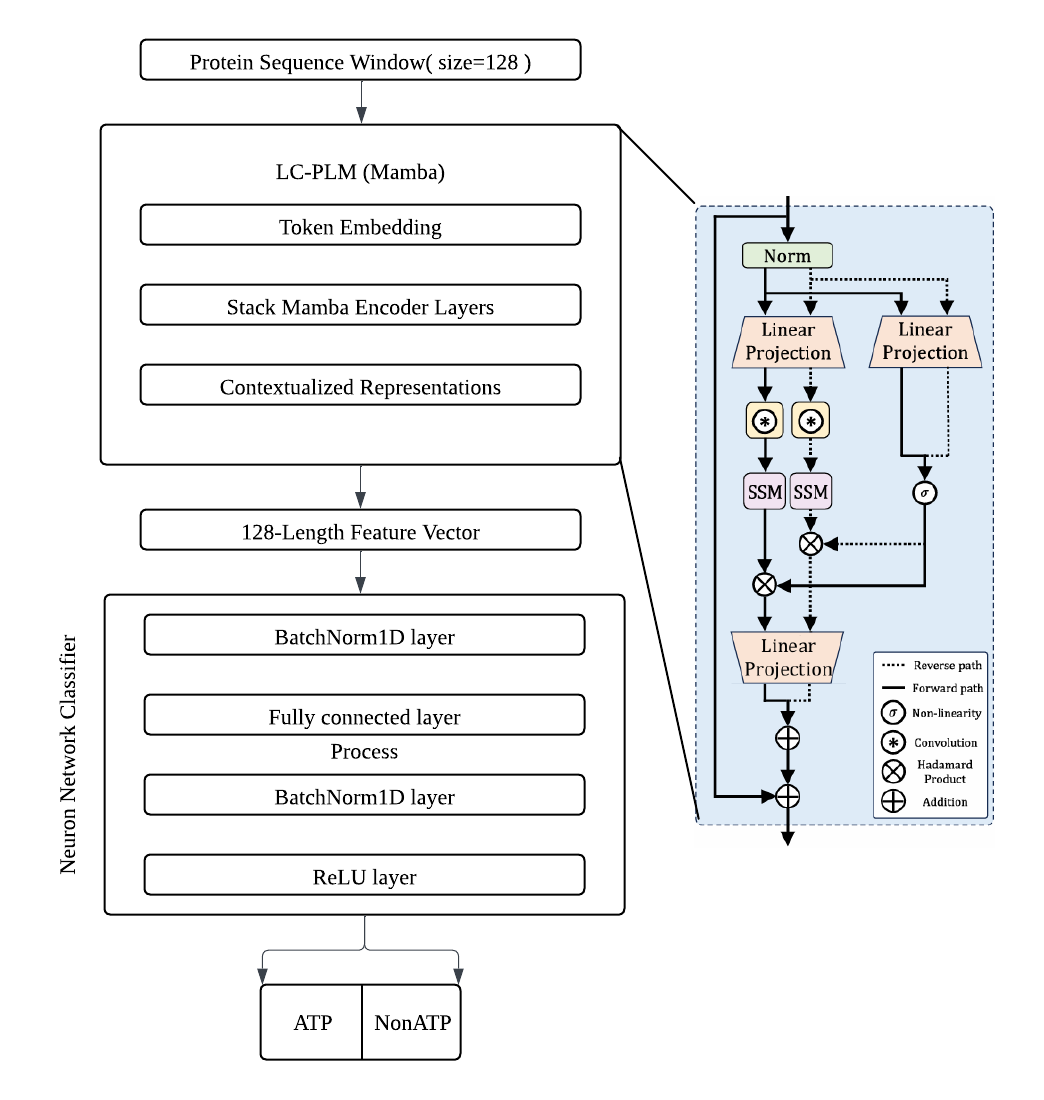 Protein Sequence Window( size=128 )
LC-PLM (Mamba)
Token Embedding
Stack Mamba Encoder Layers
Contextualized Representations
128-Length Feature Vector
Neuron Network Classifier
BatchNorm1D layer
Fully connected layer
Process
BatchNorm1D layer
ReLU layer
ATP
NonATP
Norm
Linear
Projection
Linear
Projection
SSM
SSM
σ
Linear
Projection
Reverse path
Forward path
σ Non-linearity
Convolution
Hadamard
Product
Addition